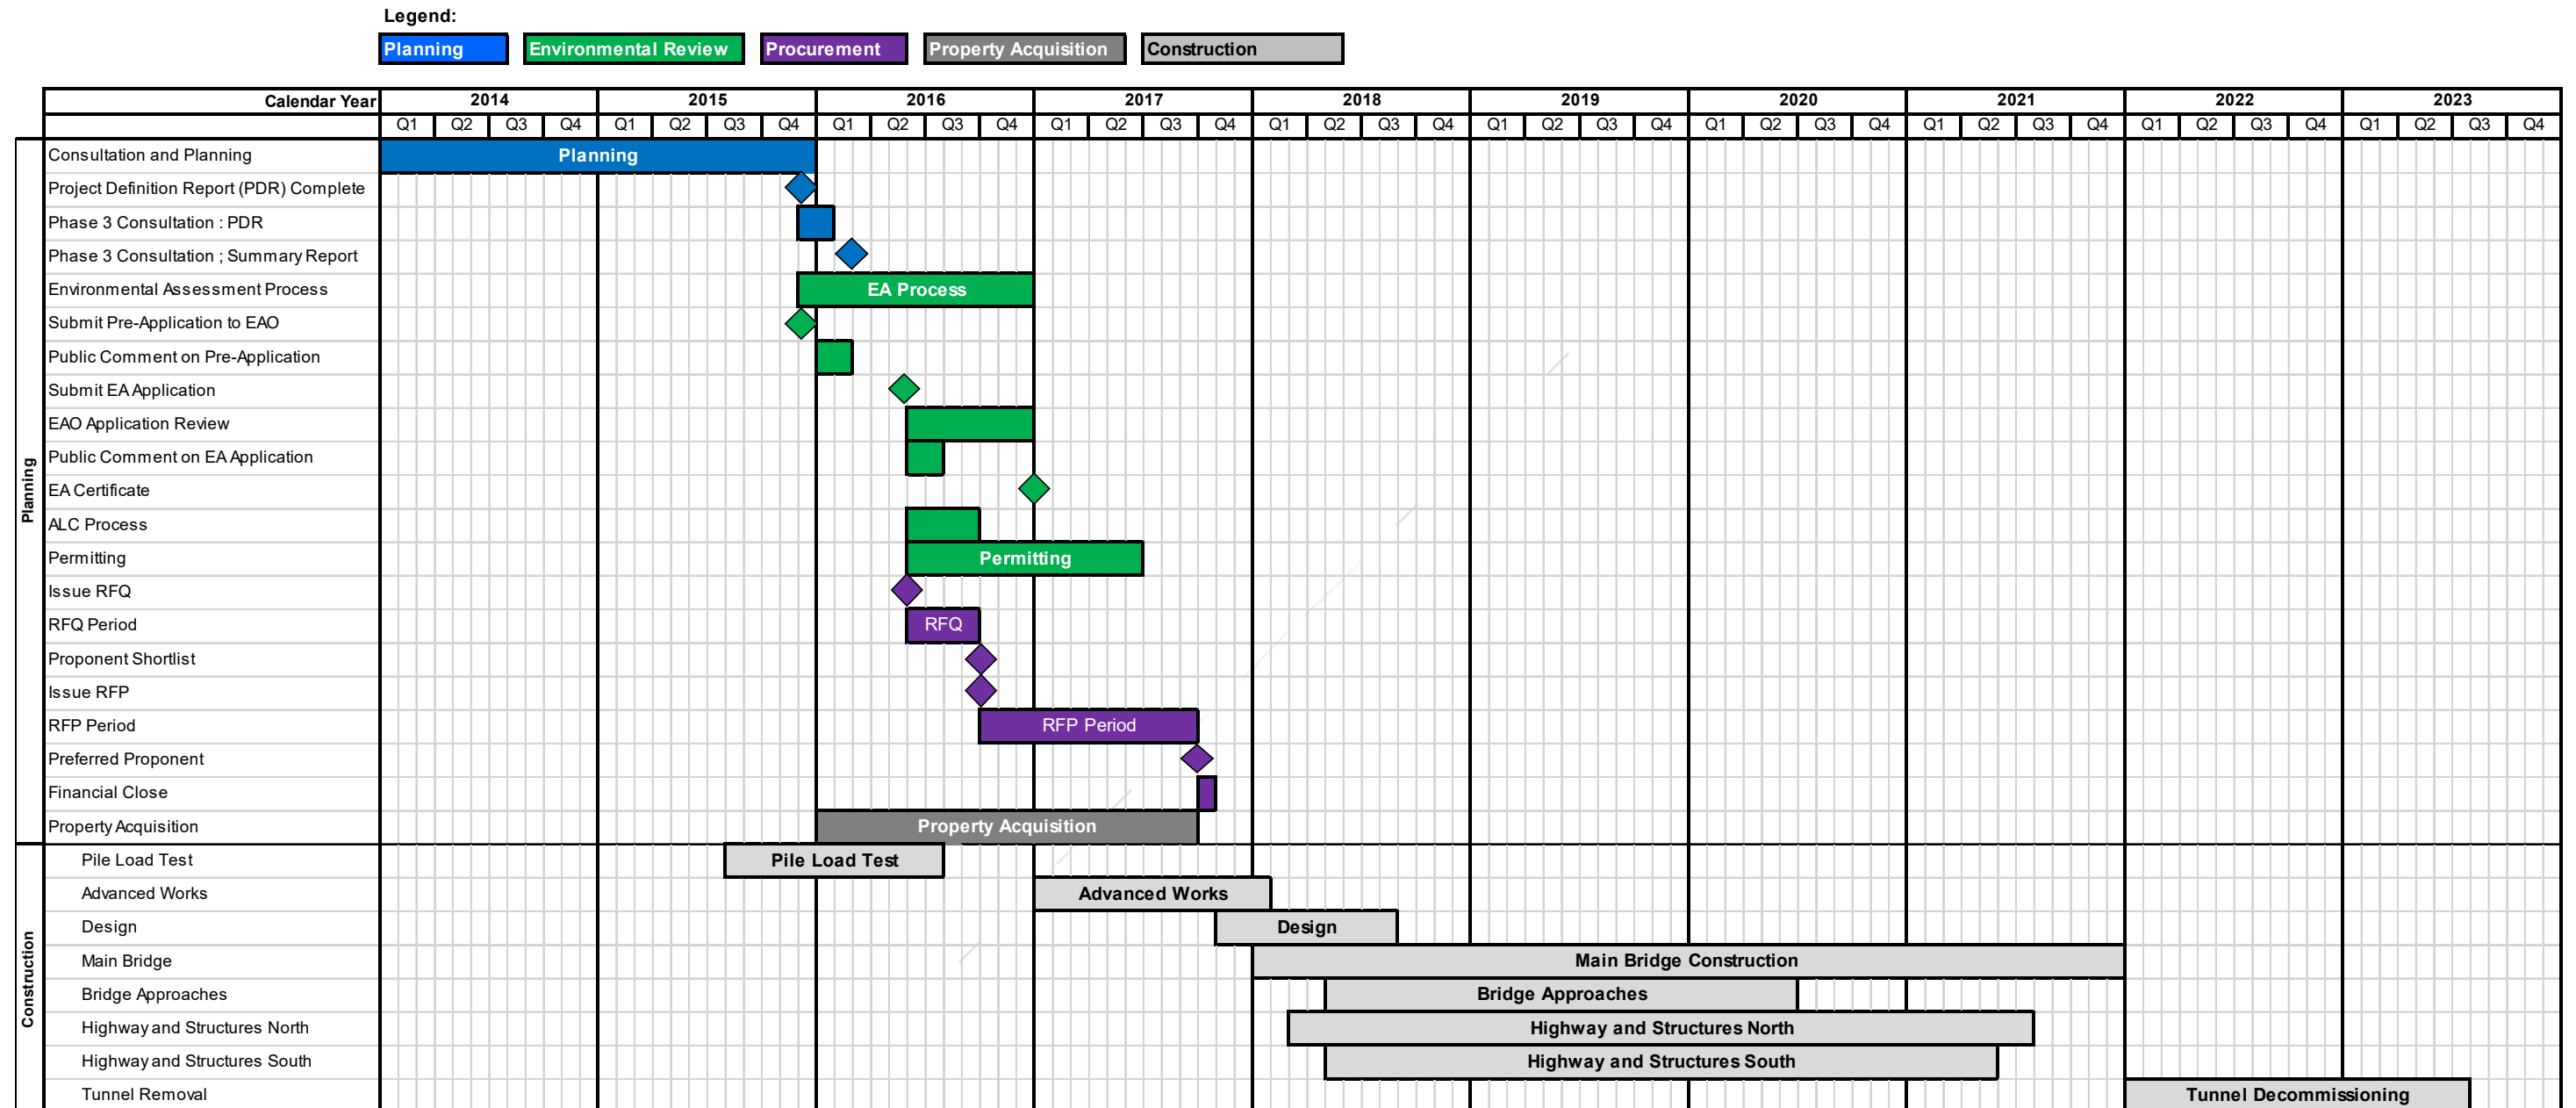 Legend:
Planning Environmental Review Procurement Property Acquisition Construction
Calendar Year 2014 2015 2016 2017 2018 2019 2020 2021 2022 2023
Q1 Q2 Q3 Q4 Q1 Q2 Q3 Q4 Q1 Q2 Q3 Q4 Q1 Q2 Q3 Q4 Q1 Q2 Q3 Q4 Q1 Q2 Q3 Q4 Q1 Q2 Q3 Q4 Q1 Q2 Q3 Q4 Q1 Q2 Q3 Q4 Q1 Q2 Q3 Q4
Planning
Consultation and Planning Planning
Project Definition Report (PDR) Complete
Phase 3 Consultation : PDR
Phase 3 Consultation ; Summary Report
Environmental Assessment Process EA Process
Submit Pre-Application to EAO
Public Comment on Pre-Application
Submit EA Application
EAO Application Review
Public Comment on EA Application
EA Certificate
ALC Process
Permitting Permitting
Issue RFQ
RFQ Period RFQ
Proponent Shortlist
Issue RFP
RFP Period RFP Period
Preferred Proponent
Financial Close
Property Acquisition Property Acquisition
Construction
Pile Load Test Pile Load Test
Advanced Works Advanced Works
Design Design
Main Bridge Main Bridge Construction
Bridge Approaches Bridge Approaches
Highway and Structures North Highway and Structures North
Highway and Structures South Highway and Structures South
Tunnel Removal Tunnel Decommissioning